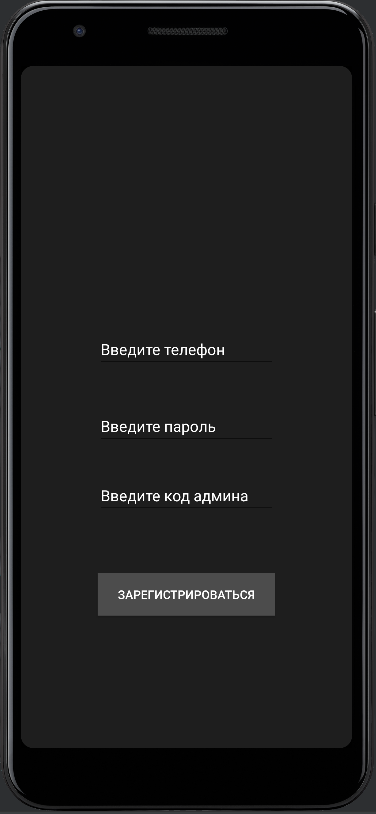 Введите телефон
Введите пароль
Введите код админа
ЗАРЕГИСТРИРОВАТЬСЯ